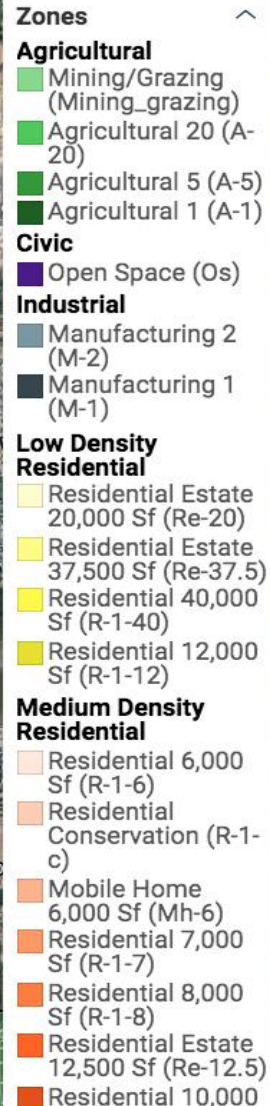 Zones
Agricultural
Mining/Grazing
(Mining_grazing)
Agricultural 20 (A-
20)
Agricultural 5 (A-5)
Agricultural 1 (A-1)
Civic
Open Space (Os)
Industrial
Manufacturing 2
(M-2)
Manufacturing 1
(M-1)
Low Density
Residential
Residential Estate
20,000 Sf (Re-20)
Residential Estate
37,500 Sf (Re-37.5)
Residential 40,000
Sf (R-1-40)
Residential 12,000
Sf (R-1-12)
Medium Density
Residential
Residential 6,000
Sf (R-1-6)
Residential
Conservation (R-1-
c)
Mobile Home
6,000 Sf (Mh-6)
Residential 7,000
Sf (R-1-7)
Residential 8,000
Sf (R-1-8)
Residential Estate
12,500 Sf (Re-12.5)
Residential 10,000